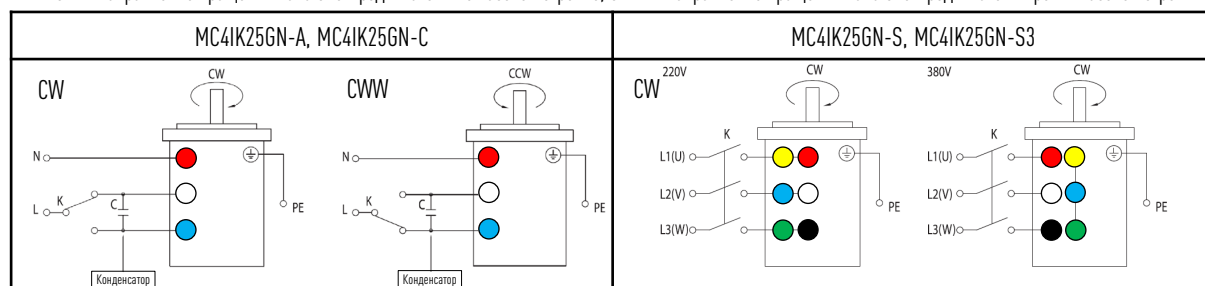 MC4IK25GN-A, MC4IK25GN-C
MC4IK25GN-S, MC4IK25GN-S3
CW
CW
N
L
K
C
PE
Конденсатор
CWW
CCW
N
L
K
C
PE
Конденсатор
CW
220V
CW
K
L1(U)
L2(V)
L3(W)
PE
380V
CW
K
L1(U)
L2(V)
L3(W)
PE